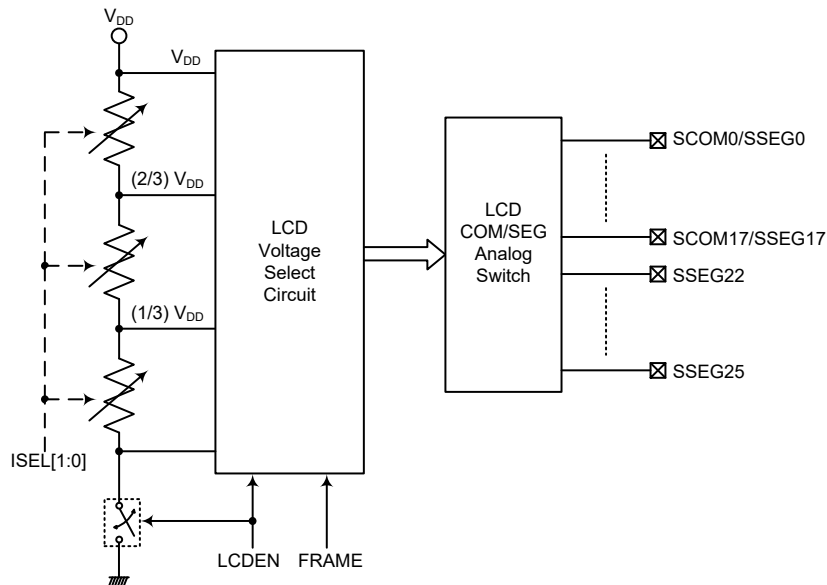 VDD
VDD
(2/3) VDD
(1/3) VDD
ISEL[1:0]
LCD
Voltage
Select
Circuit
LCDEN
FRAME
LCD
COM/SEG
Analog
Switch
SCOM0/SSEG0
SCOM17/SSEG17
SSEG22
SSEG25